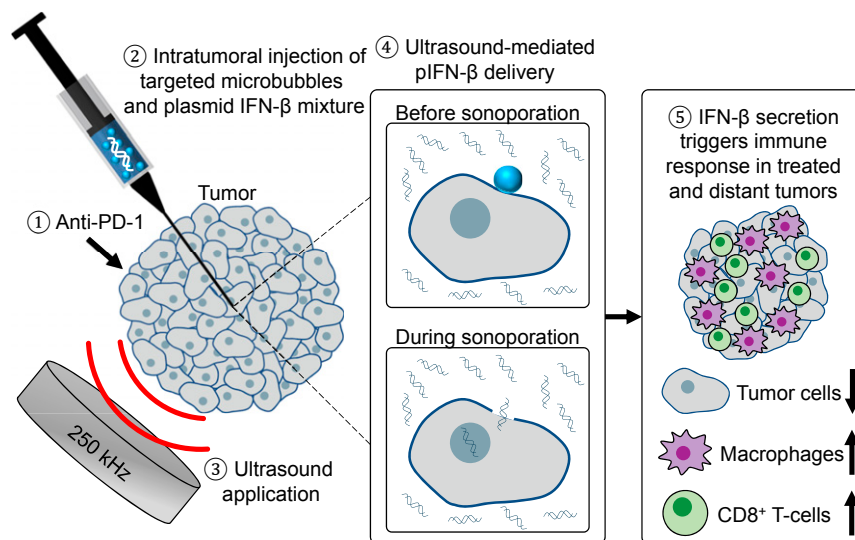 ② Intratumoral injection of
targeted microbubbles
and plasmid IFN-β mixture
Tumor
① Anti-PD-1
250 kHz
③ Ultrasound
application
④ Ultrasound-mediated
pIFN-β delivery
Before sonoporation
During sonoporation
⑤ IFN-β secretion
triggers immune
response in treated
and distant tumors
Tumor cells
Macrophages
CD8⁺ T-cells